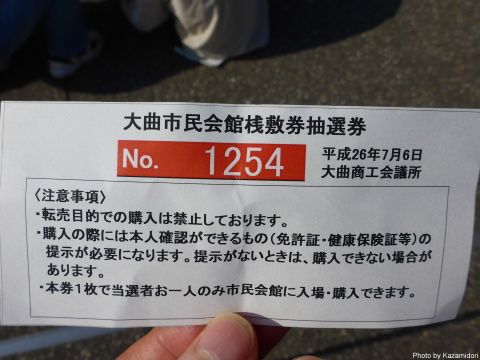 大曲市民会館桟敷券抽選券
No. 1254
平成26年7月6日
大曲商工会議所
〈注意事項〉
・転売目的での購入は禁止しております。
・購入の際には本人確認ができるもの（免許証・健康保険証等）の
提示が必要になります。提示がないときは、購入できない場合が
あります。
・本券1枚で当選者お一人のみ市民会館に入場・購入できます。
Photo by Kazamidori